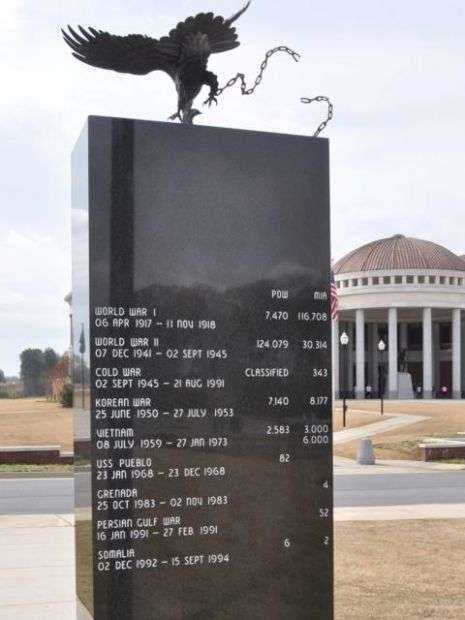 POW MIA
WORLD WAR I 7,470 116,708
06 APR 1917 - 11 NOV 1918
WORLD WAR II 124,079 30,314
07 DEC 1941 - 02 SEPT 1945
COLD WAR CLASSIFIED 343
02 SEPT 1945 - 21 AUG 1991
KOREAN WAR 7,140 8,177
25 JUNE 1950 - 27 JULY 1953
VIETNAM 2,583 3,000
08 JULY 1959 - 27 JAN 1973 6,000
USS PUEBLO 82
23 JAN 1968 - 23 DEC 1968
GRENADA 4
25 OCT 1983 - 02 NOV 1983
PERSIAN GULF WAR 52
16 JAN 1991 - 27 FEB 1991
SOMALIA 6 2
02 DEC 1992 - 15 SEPT 1994